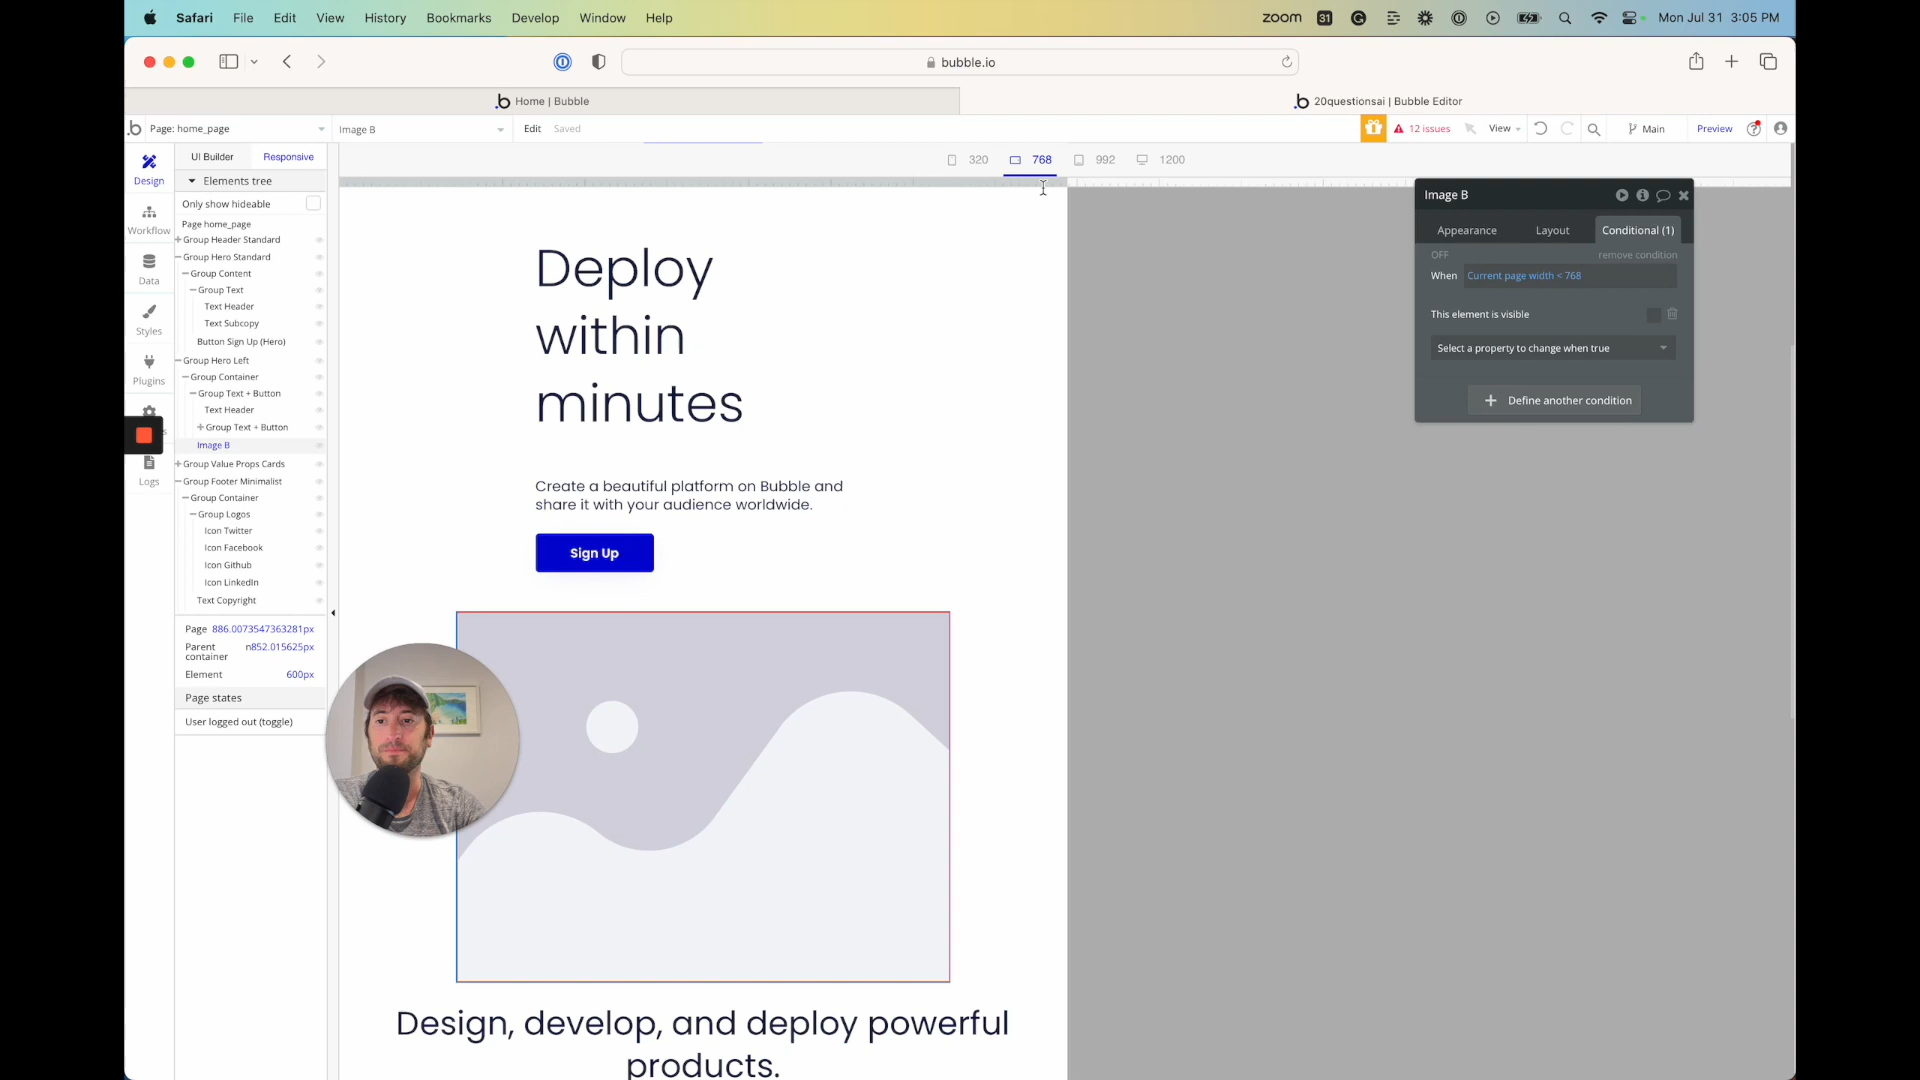 Safari File Edit View History Bookmarks Develop Window Help
zoom 31 Mon Jul 31 3:05 PM
bubble.io
Home | Bubble
20questionsai | Bubble Editor
Page: home_page
Image B
Edit Saved
12 issues
View
Main
Preview
Design
Workflow
Data
Styles
Plugins
Logs
UI Builder Responsive
Elements tree
Only show hideable
Page home_page
Group Header Standard
Group Hero Standard
Group Content
Group Text
Text Header
Text Subcopy
Button Sign Up (Hero)
Group Hero Left
Group Container
Group Text + Button
Text Header
Group Text + Button
Image B
Group Value Props Cards
Group Footer Minimalist
Group Container
Group Logos
Icon Twitter
Icon Facebook
Icon Github
Icon LinkedIn
Text Copyright
Page 886.0073547363281px
Parent container n852.015625px
Element 600px
Page states
User logged out (toggle)
320 768 992 1200
Deploy
within
minutes
Create a beautiful platform on Bubble and
share it with your audience worldwide.
Sign Up
Design, develop, and deploy powerful
products.
Image B
Appearance Layout Conditional (1)
OFF remove condition
When Current page width < 768
This element is visible
Select a property to change when true
Define another condition